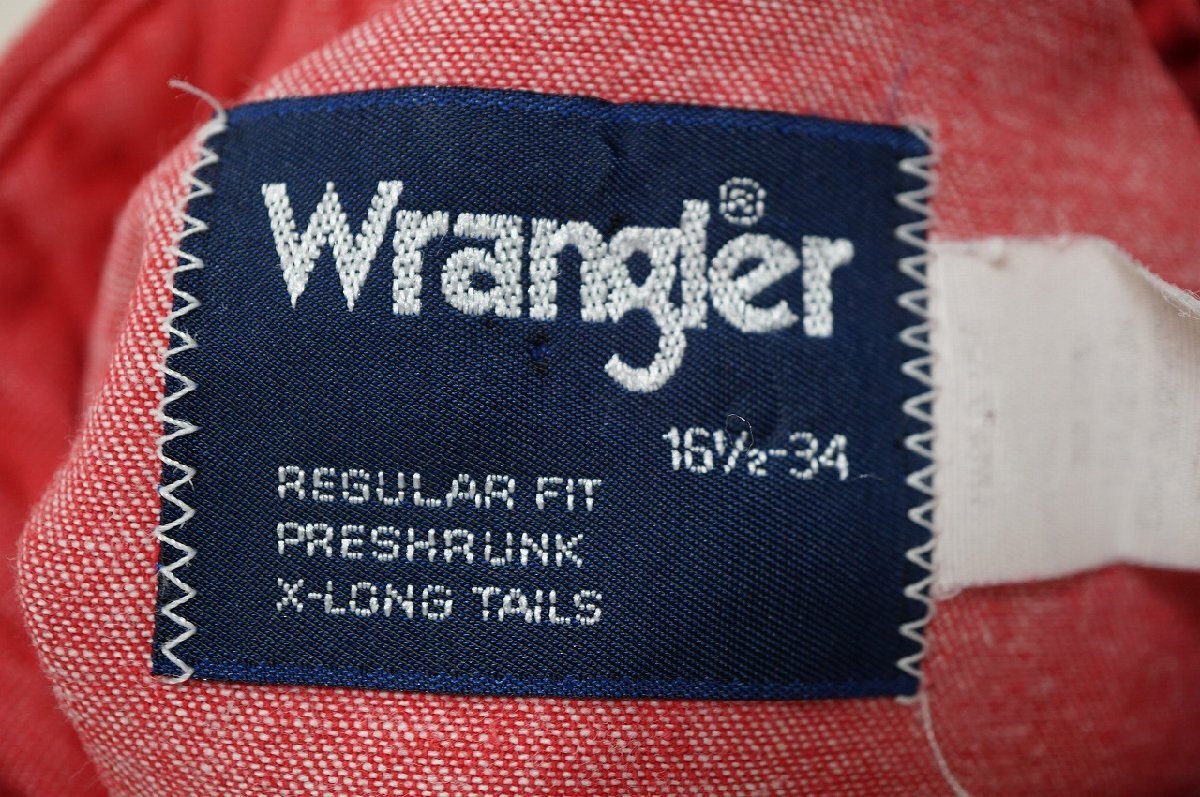 Wrangler®
16½-34
REGULAR FIT
PRESHRUNK
X-LONG TAILS